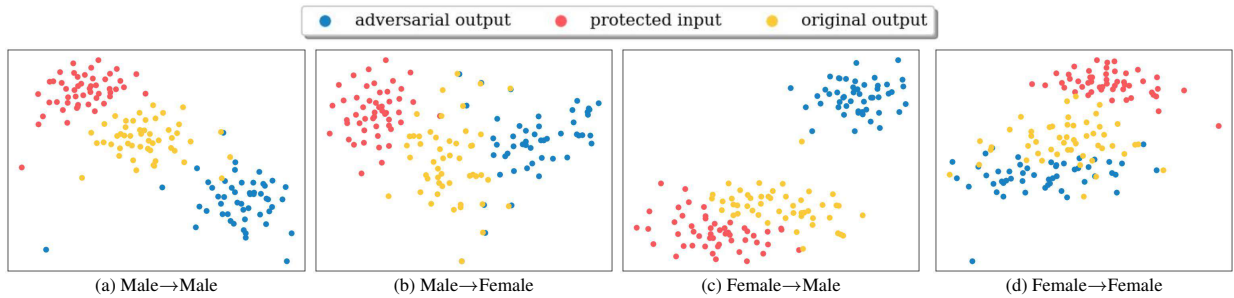 adversarial output protected input original output
(a) Male→Male (b) Male→Female (c) Female→Male (d) Female→Female